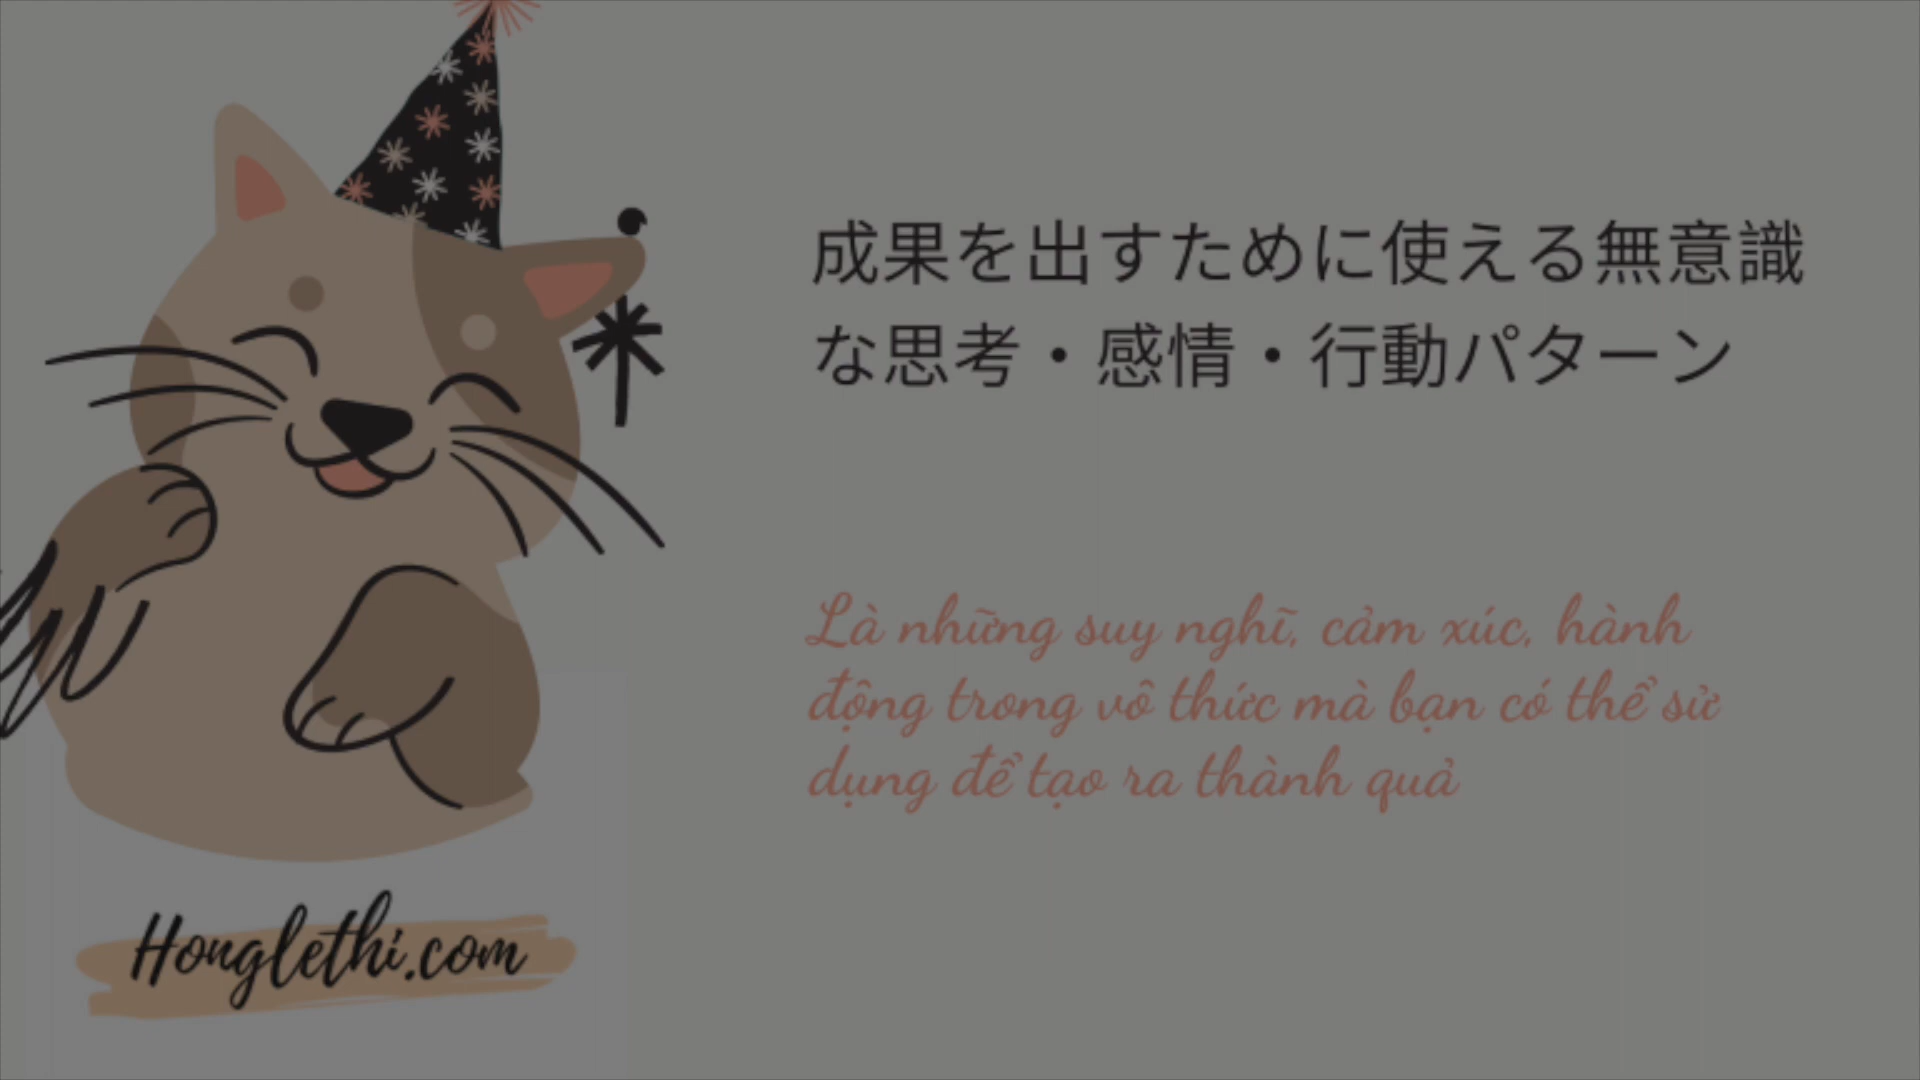 成果を出すために使える無意識
な思考・感情・行動パターン
Là những suy nghĩ, cảm xúc, hành
động trong vô thức mà bạn có thể sử
dụng để tạo ra thành quả
Honglethi.com